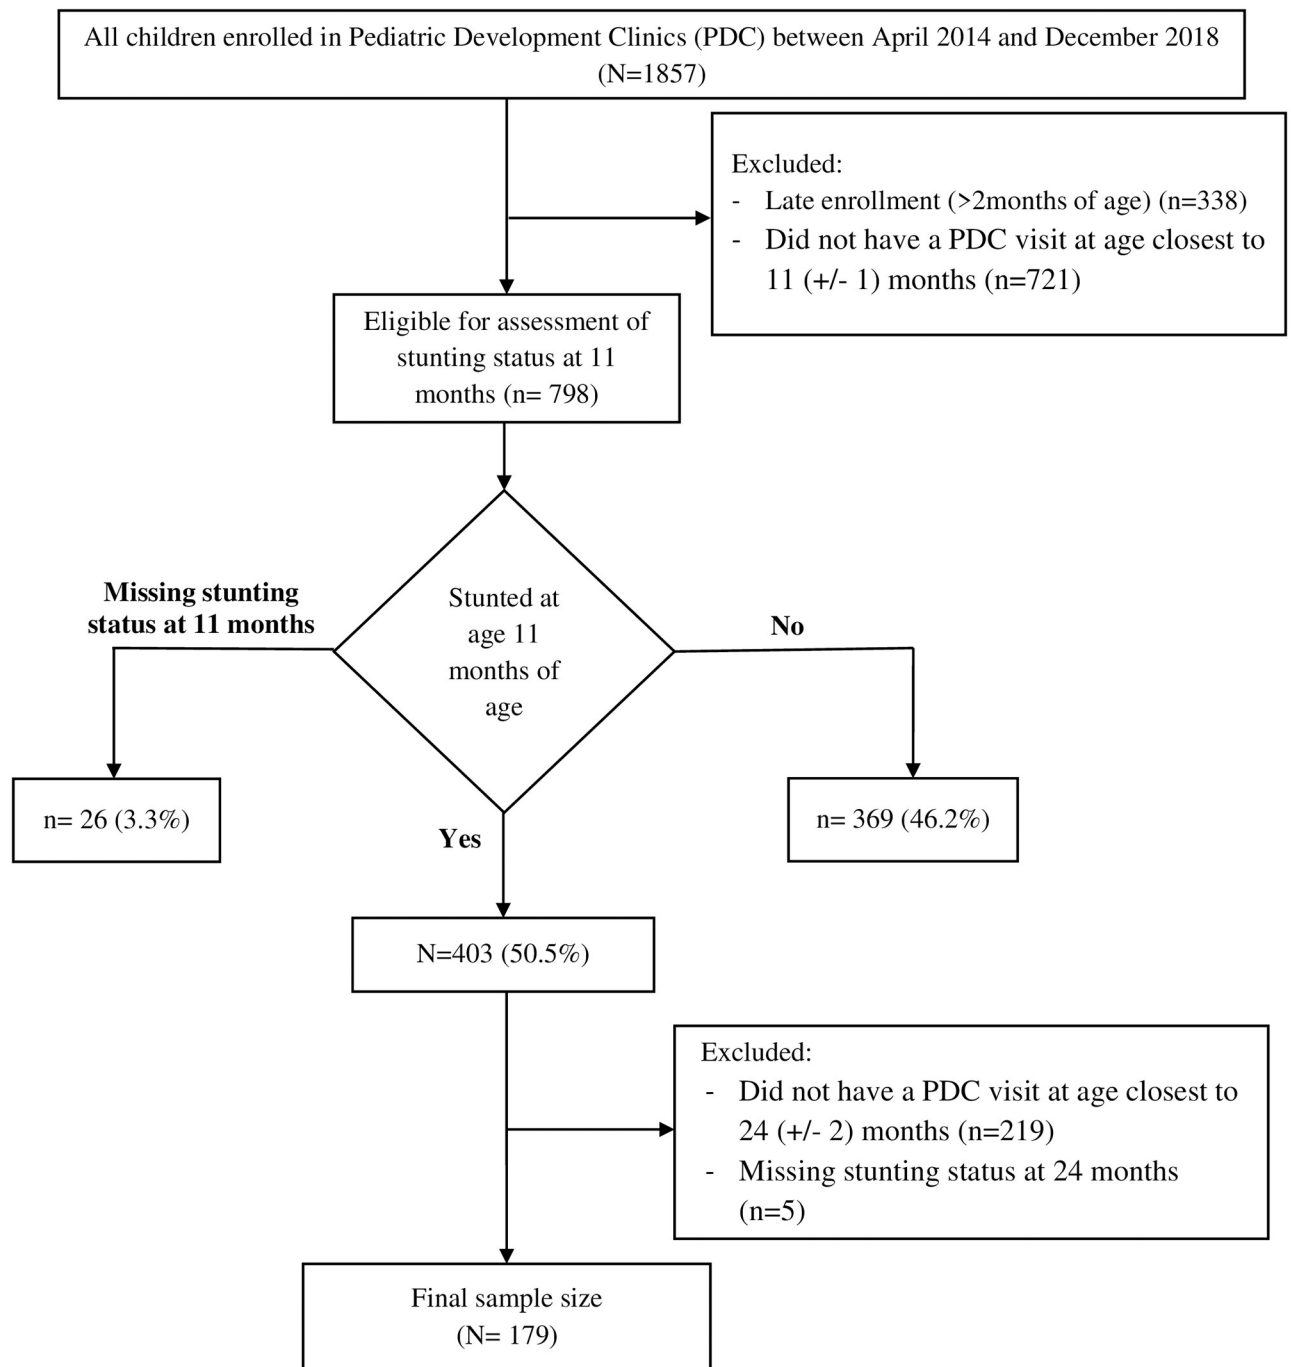 All children enrolled in Pediatric Development Clinics (PDC) between April 2014 and December 2018
(N=1857)
Excluded:
- Late enrollment (>2months of age) (n=338)
- Did not have a PDC visit at age closest to
11 (+/- 1) months (n=721)
Eligible for assessment of
stunting status at 11
months (n= 798)
Stunted at
age 11
months of
age
Missing stunting
status at 11 months
No
n= 26 (3.3%)
n= 369 (46.2%)
Yes
N=403 (50.5%)
Excluded:
- Did not have a PDC visit at age closest to
24 (+/- 2) months (n=219)
- Missing stunting status at 24 months
(n=5)
Final sample size
(N= 179)